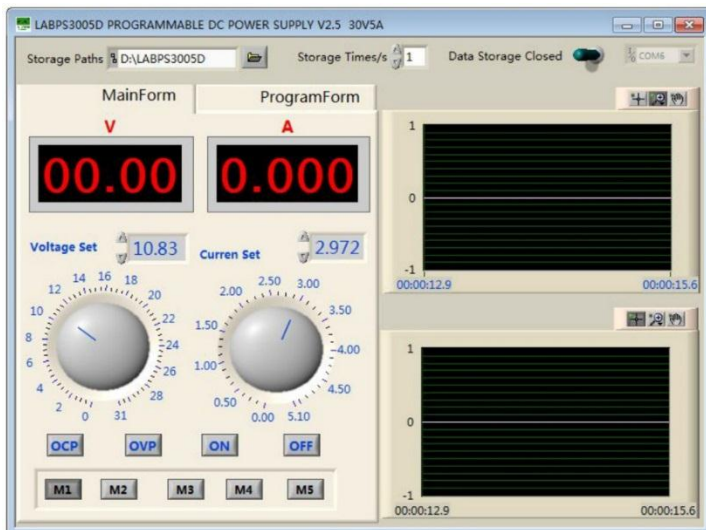 LABPS3005D PROGRAMMABLE DC POWER SUPPLY V2.5  30V5A
Storage Paths D:\LABPS3005D Storage Times/s 1 Data Storage Closed COM6
MainForm ProgramForm
V A
00.00 0.000
Voltage Set 10.83 Curren Set 2.972
0 2 4 6 8 10 12 14 16 18 20 22 24 26 28 31
0.00 0.50 1.00 1.50 2.00 2.50 3.00 3.50 4.00 4.50 5.10
OCP OVP ON OFF
M1 M2 M3 M4 M5
1
0
-1
00:00:12.9 00:00:15.6
1
0
-1
00:00:12.9 00:00:15.6